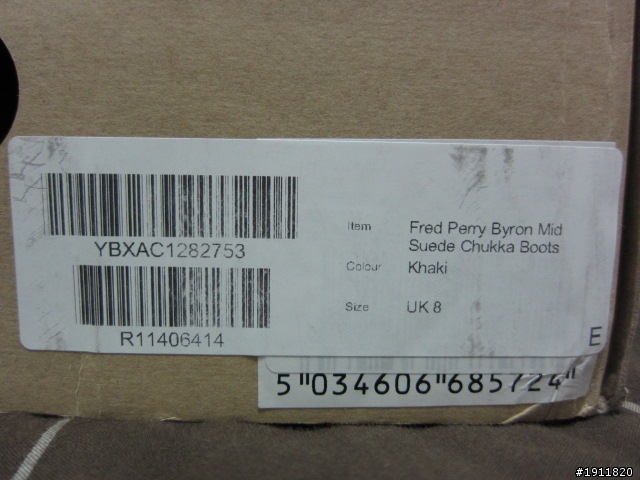 YBXAC1282753
R11406414
Item Fred Perry Byron Mid
Suede Chukka Boots
Colour Khaki
Size UK 8
E
5"034606"685724"
#1911820